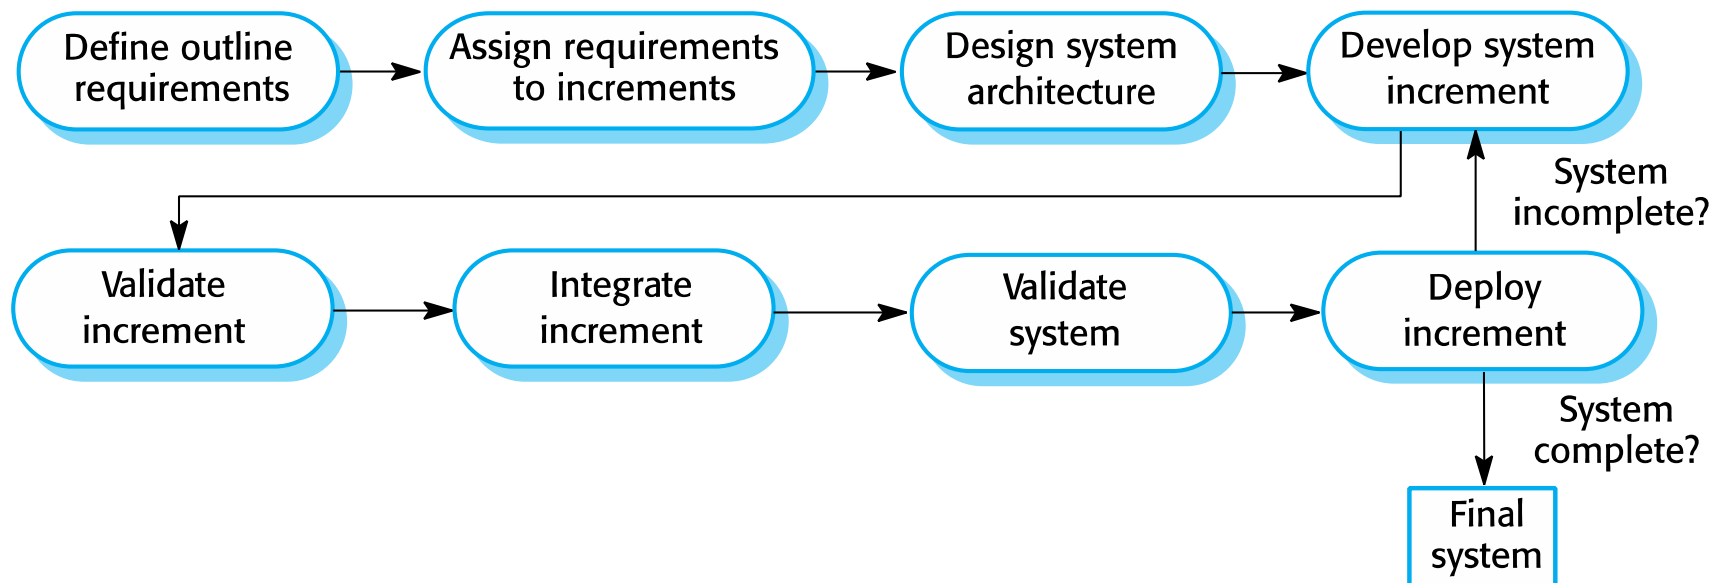 Define outline
requirements
Assign requirements
to increments
Design system
architecture
Develop system
increment
System
incomplete?
Validate
increment
Integrate
increment
Validate
system
Deploy
increment
System
complete?
Final
system